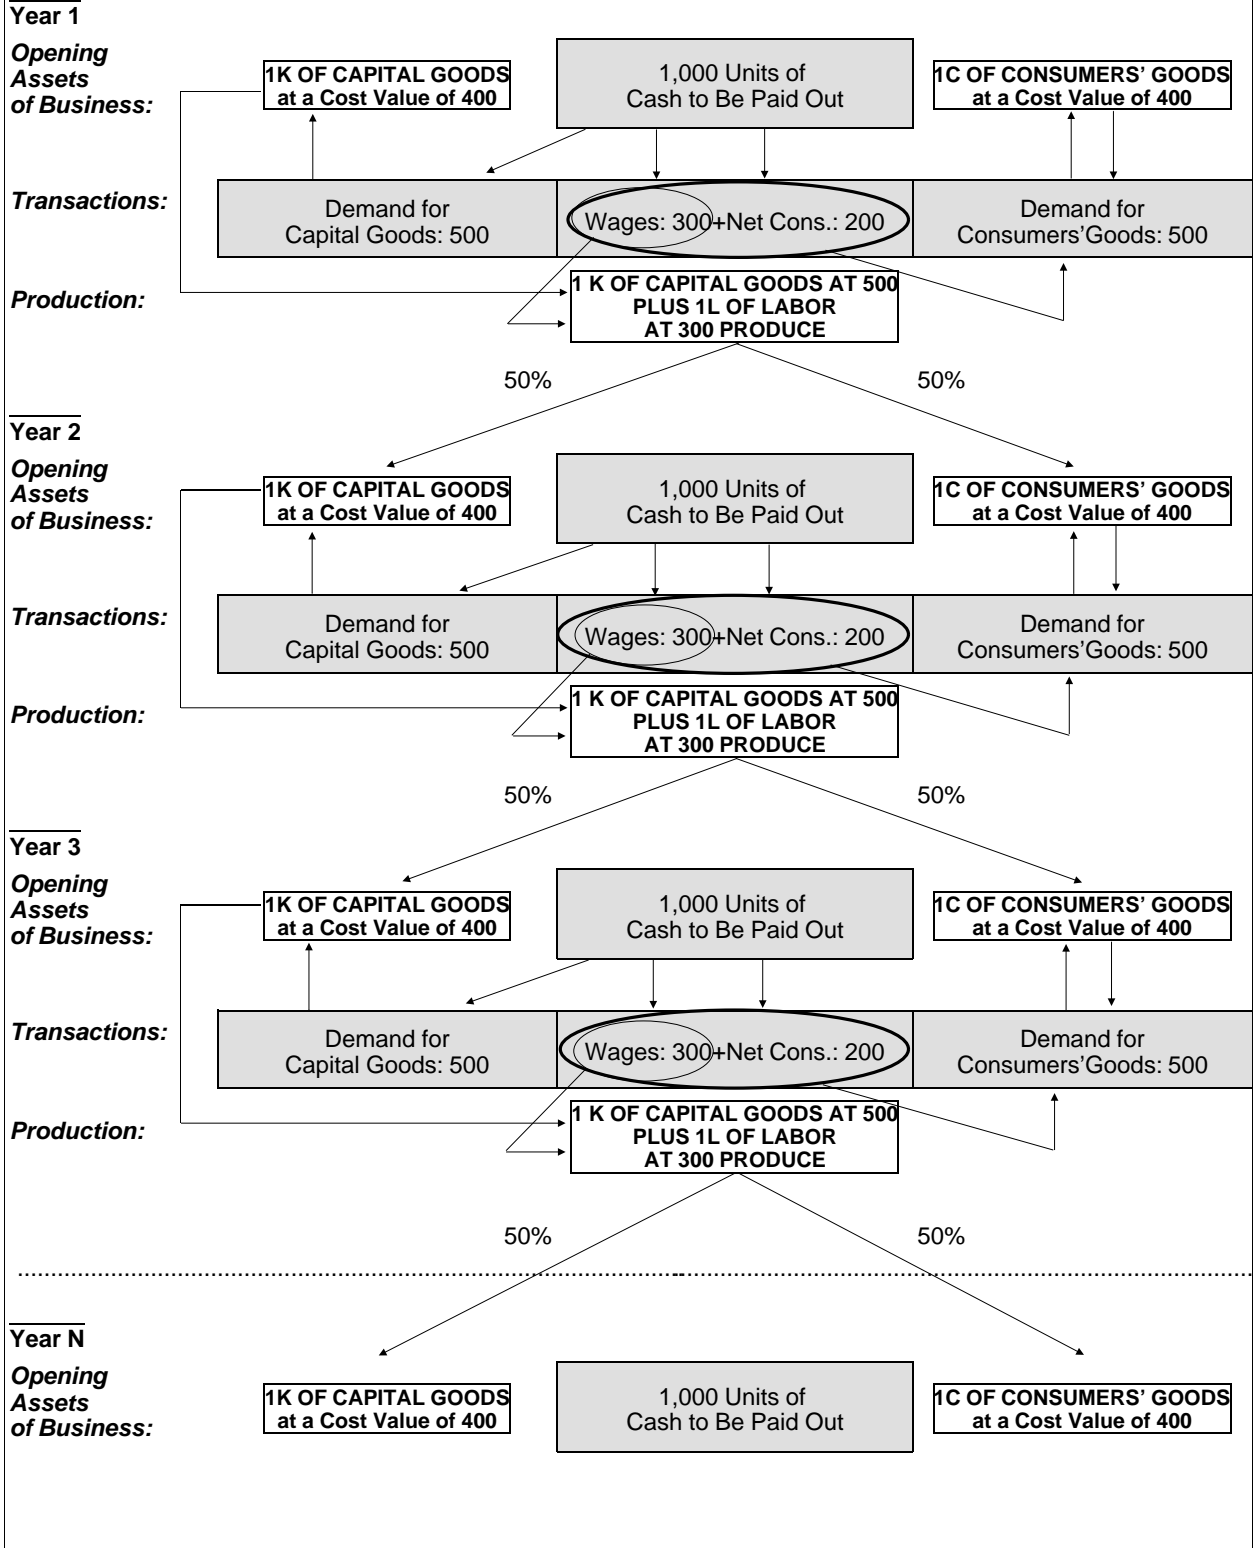 Year 1
Opening
Assets
of Business:
1K OF CAPITAL GOODS
at a Cost Value of 400
1,000 Units of
Cash to Be Paid Out
1C OF CONSUMERS’ GOODS
at a Cost Value of 400
Transactions:
Demand for
Capital Goods: 500
Wages: 300+Net Cons.: 200
Demand for
Consumers’Goods: 500
Production:
1 K OF CAPITAL GOODS AT 500
PLUS 1L OF LABOR
AT 300 PRODUCE
50%
50%
Year 2
Opening
Assets
of Business:
1K OF CAPITAL GOODS
at a Cost Value of 400
1,000 Units of
Cash to Be Paid Out
1C OF CONSUMERS’ GOODS
at a Cost Value of 400
Transactions:
Demand for
Capital Goods: 500
Wages: 300+Net Cons.: 200
Demand for
Consumers’Goods: 500
Production:
1 K OF CAPITAL GOODS AT 500
PLUS 1L OF LABOR
AT 300 PRODUCE
50%
50%
Year 3
Opening
Assets
of Business:
1K OF CAPITAL GOODS
at a Cost Value of 400
1,000 Units of
Cash to Be Paid Out
1C OF CONSUMERS’ GOODS
at a Cost Value of 400
Transactions:
Demand for
Capital Goods: 500
Wages: 300+Net Cons.: 200
Demand for
Consumers’Goods: 500
Production:
1 K OF CAPITAL GOODS AT 500
PLUS 1L OF LABOR
AT 300 PRODUCE
50%
50%
Year N
Opening
Assets
of Business:
1K OF CAPITAL GOODS
at a Cost Value of 400
1,000 Units of
Cash to Be Paid Out
1C OF CONSUMERS’ GOODS
at a Cost Value of 400